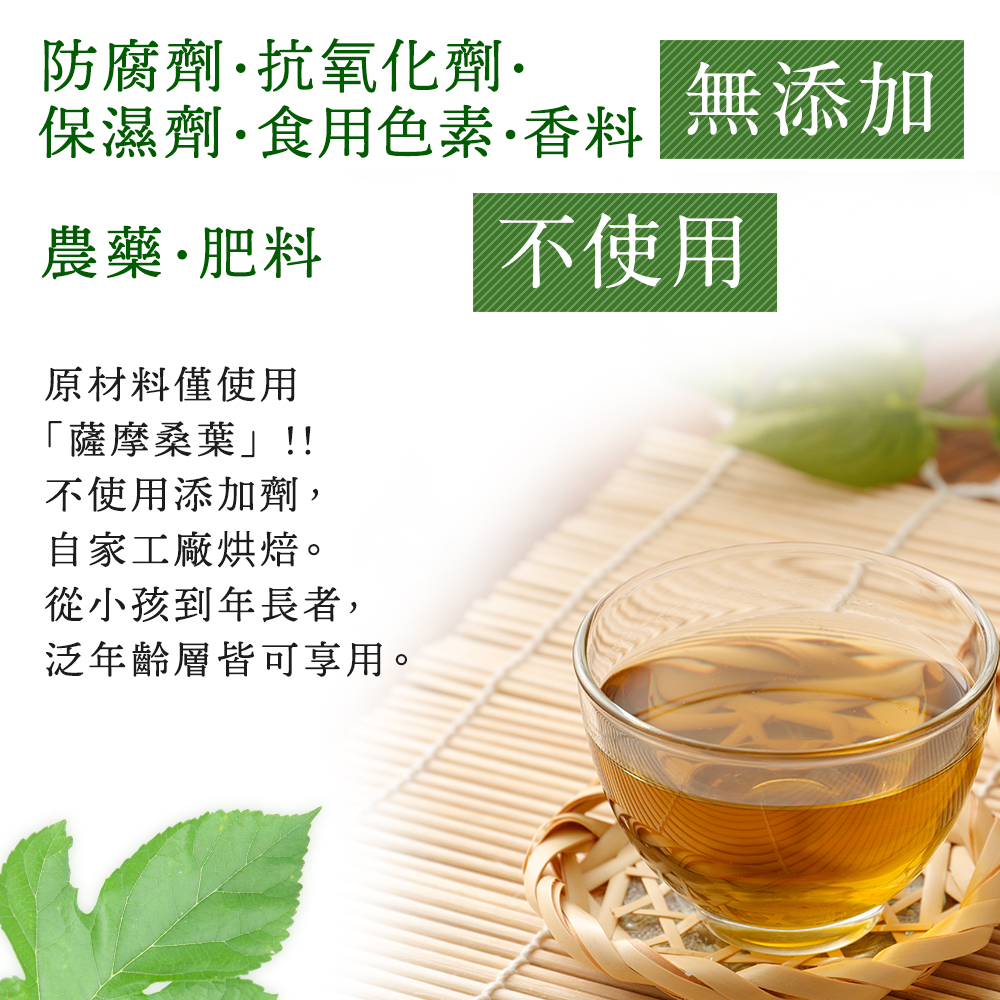 防腐劑·抗氧化劑·
保濕劑·食用色素·香料
無添加
農藥·肥料
不使用
原材料僅使用
「薩摩桑葉」!!
不使用添加劑，
自家工廠烘焙。
從小孩到年長者，
泛年齡層皆可享用。